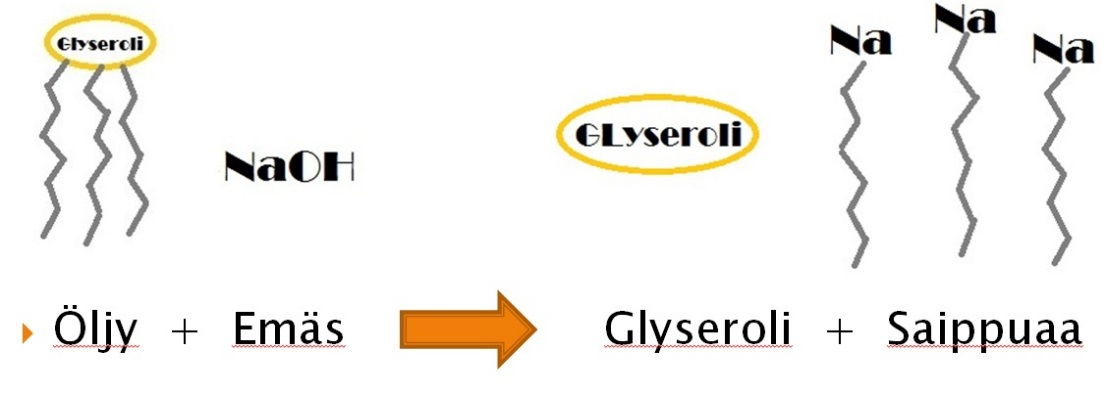 Glyseroli
Na Na Na
GLyseroli
NaOH
Öljy + Emäs Glyseroli + Saippuaa